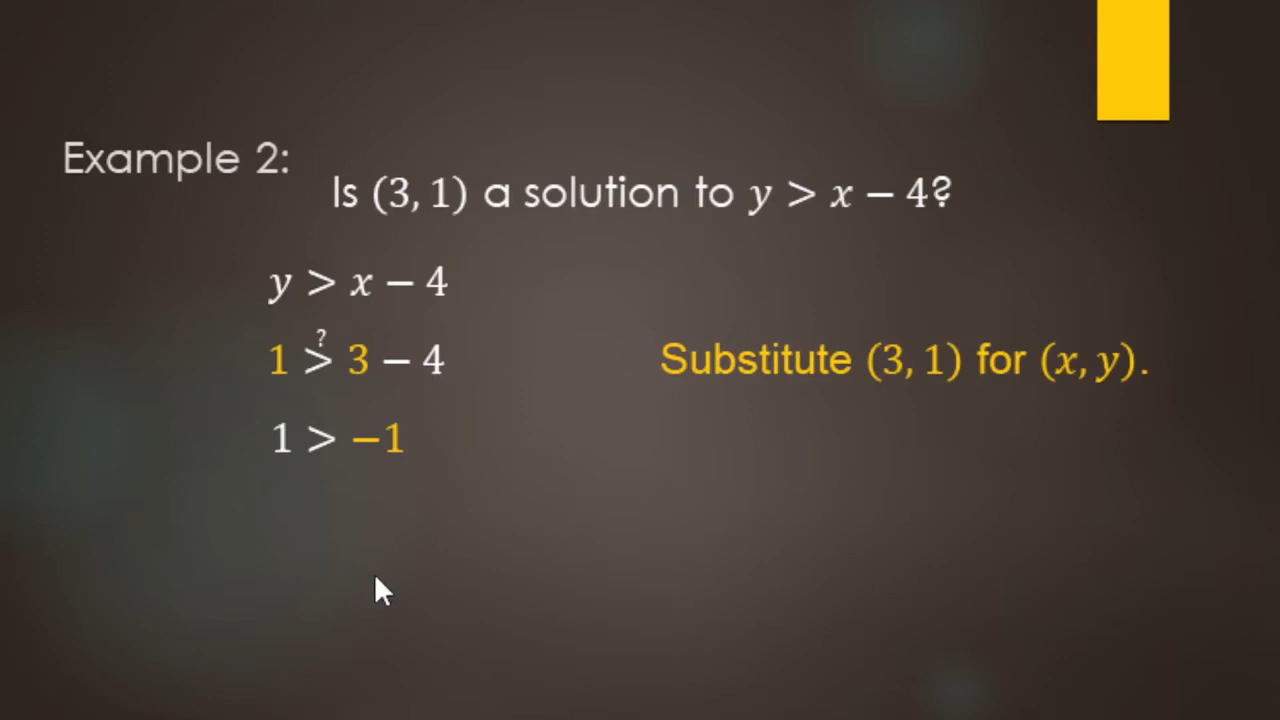 Example 2:
Is (3, 1) a solution to y > x − 4?
y > x − 4
1 >? 3 − 4
Substitute (3, 1) for (x, y).
1 > −1